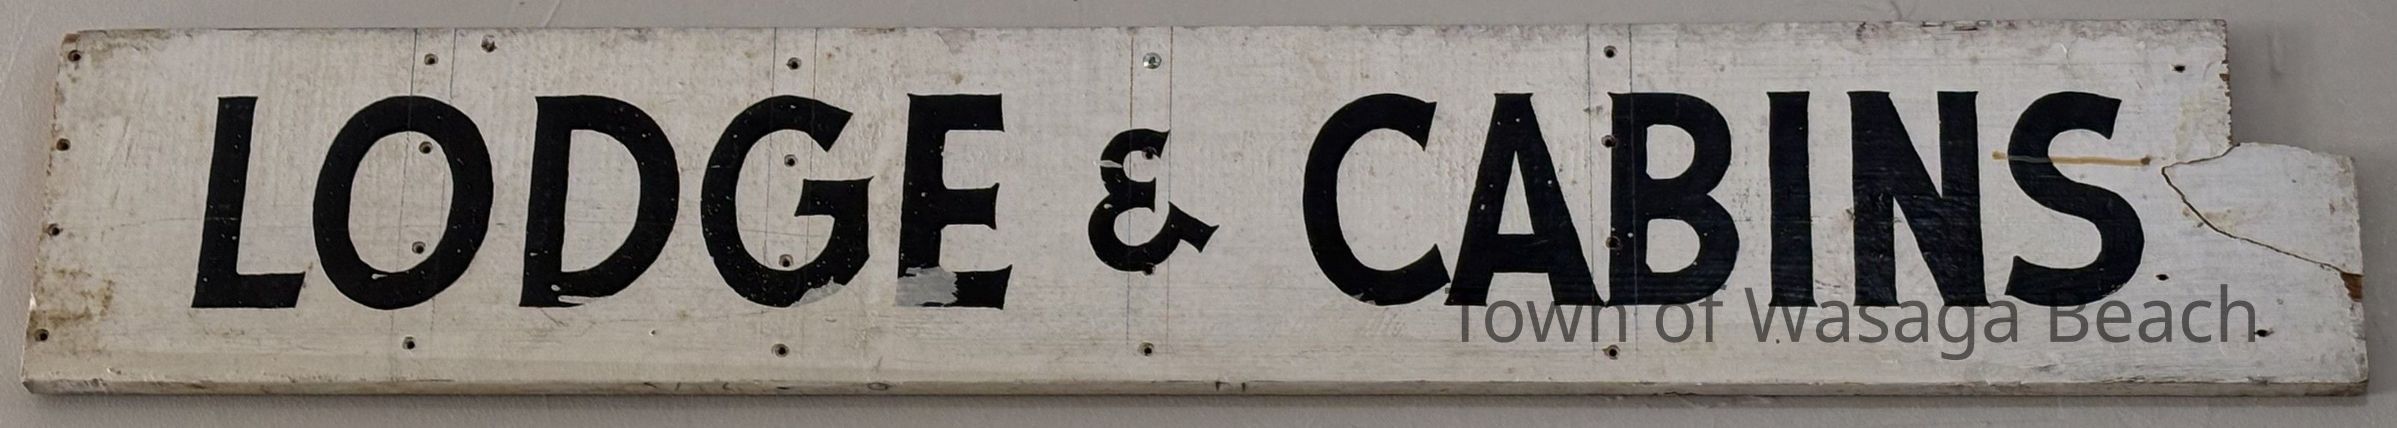 LODGE & CABINS
Town of Wasaga Beach